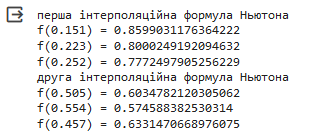 перша інтерполяційна формула Ньютона
f(0.151) = 0.8599031176364222
f(0.223) = 0.8000249192094632
f(0.252) = 0.7772497905256229
друга інтерполяційна формула Ньютона
f(0.505) = 0.6034782120305062
f(0.554) = 0.574588382530314
f(0.457) = 0.6331470668976075